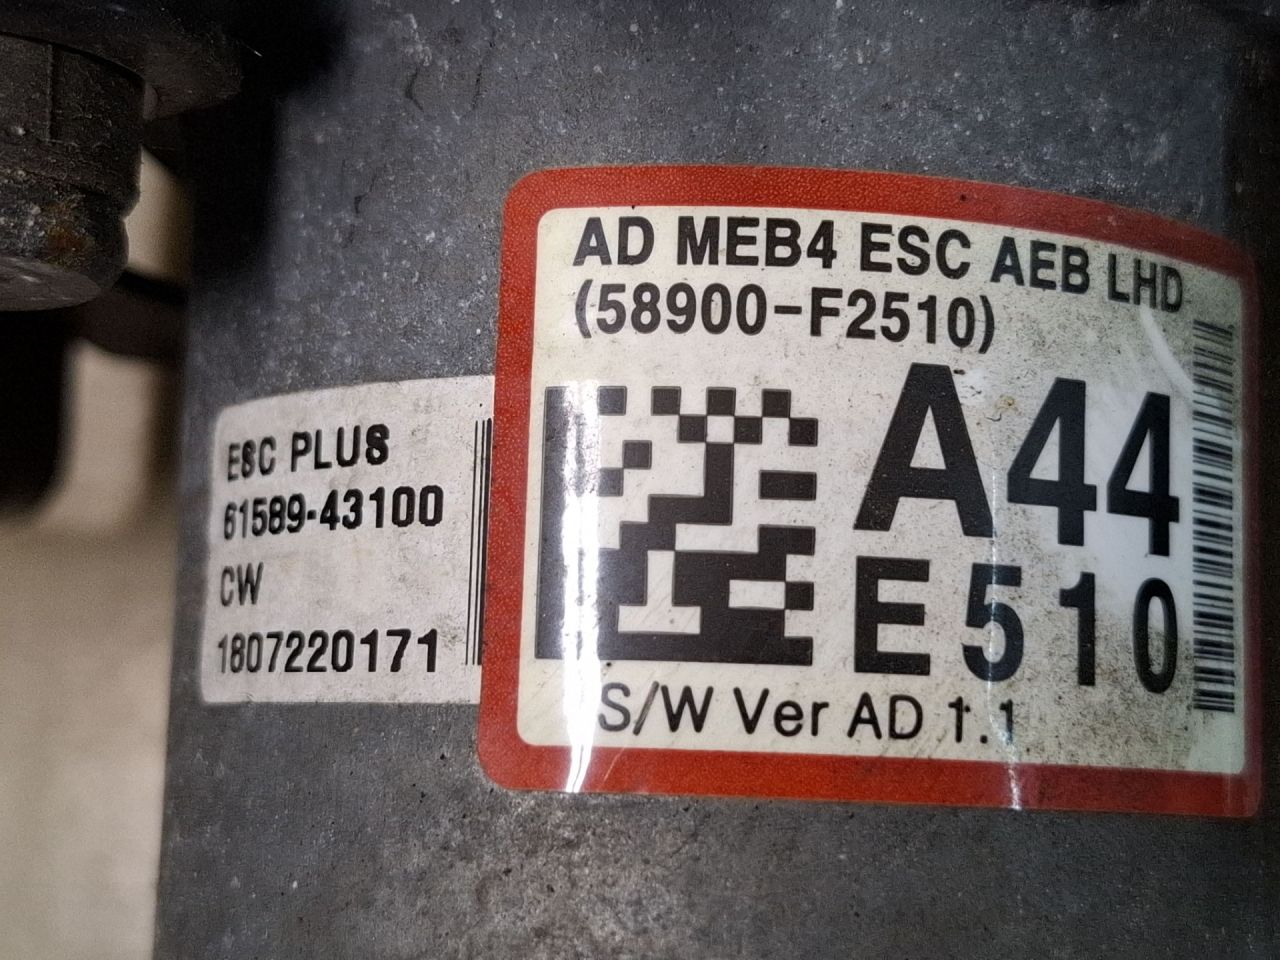 ESC PLUS
61589-43100
CW
1807220171
AD MEB4 ESC AEB LHD
(58900-F2510)
A44
E510
S/W Ver AD 1.1